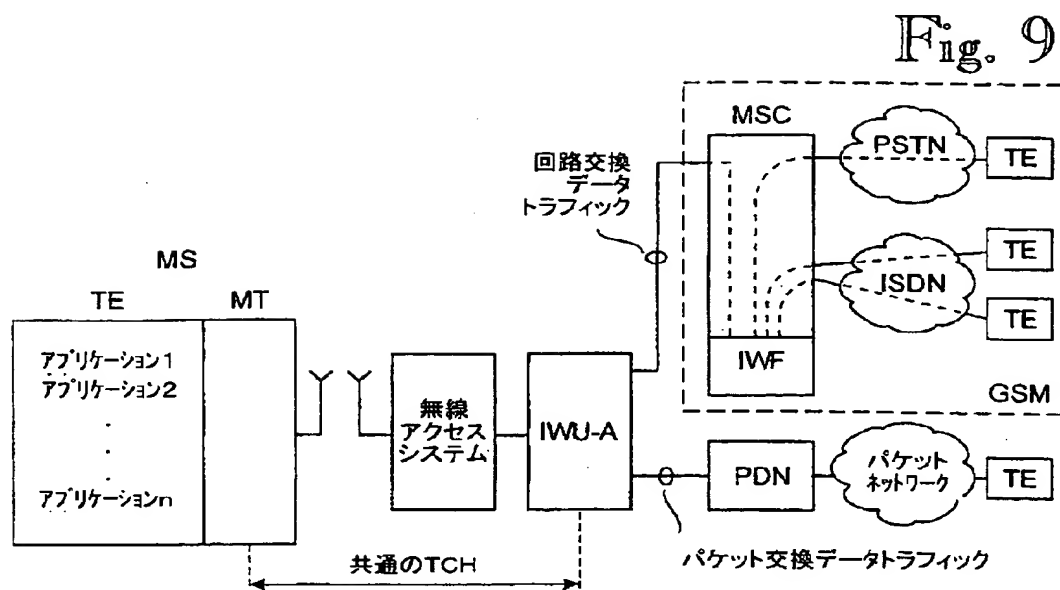 Fig. 9
MSC
PSTN
TE
回路交換
データ
トラフィック
MS
TE
ISDN
TE
TE
MT
アプリケーション1
アプリケーション2
アプリケーションn
無線
アクセス
システム
IWU-A
IWF
GSM
PDN
パケット
ネットワーク
TE
共通のTCH
パケット交換データトラフィック